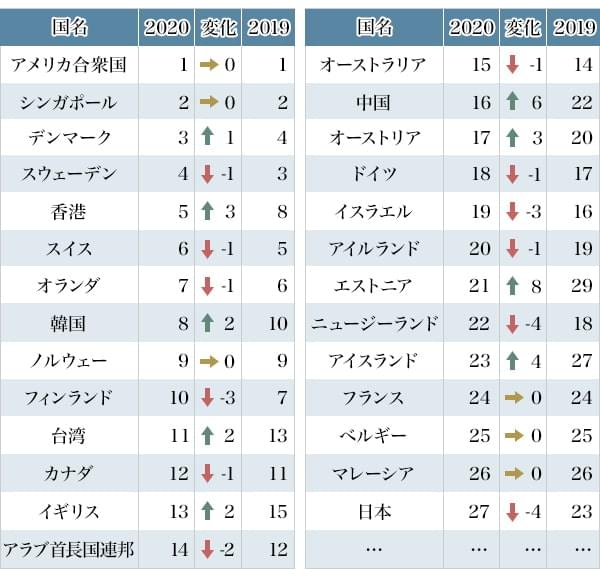 国名 2020 変化 2019
アメリカ合衆国 1 → 0 1
シンガポール 2 → 0 2
デンマーク 3 ↑ 1 4
スウェーデン 4 ↓ -1 3
香港 5 ↑ 3 8
スイス 6 ↓ -1 5
オランダ 7 ↓ -1 6
韓国 8 ↑ 2 10
ノルウェー 9 → 0 9
フィンランド 10 ↓ -3 7
台湾 11 ↑ 2 13
カナダ 12 ↓ -1 11
イギリス 13 ↑ 2 15
アラブ首長国連邦 14 ↓ -2 12
国名 2020 変化 2019
オーストラリア 15 ↓ -1 14
中国 16 ↑ 6 22
オーストリア 17 ↑ 3 20
ドイツ 18 ↓ -1 17
イスラエル 19 ↓ -3 16
アイルランド 20 ↓ -1 19
エストニア 21 ↑ 8 29
ニュージーランド 22 ↓ -4 18
アイスランド 23 ↑ 4 27
フランス 24 → 0 24
ベルギー 25 → 0 25
マレーシア 26 → 0 26
日本 27 ↓ -4 23
… … … …